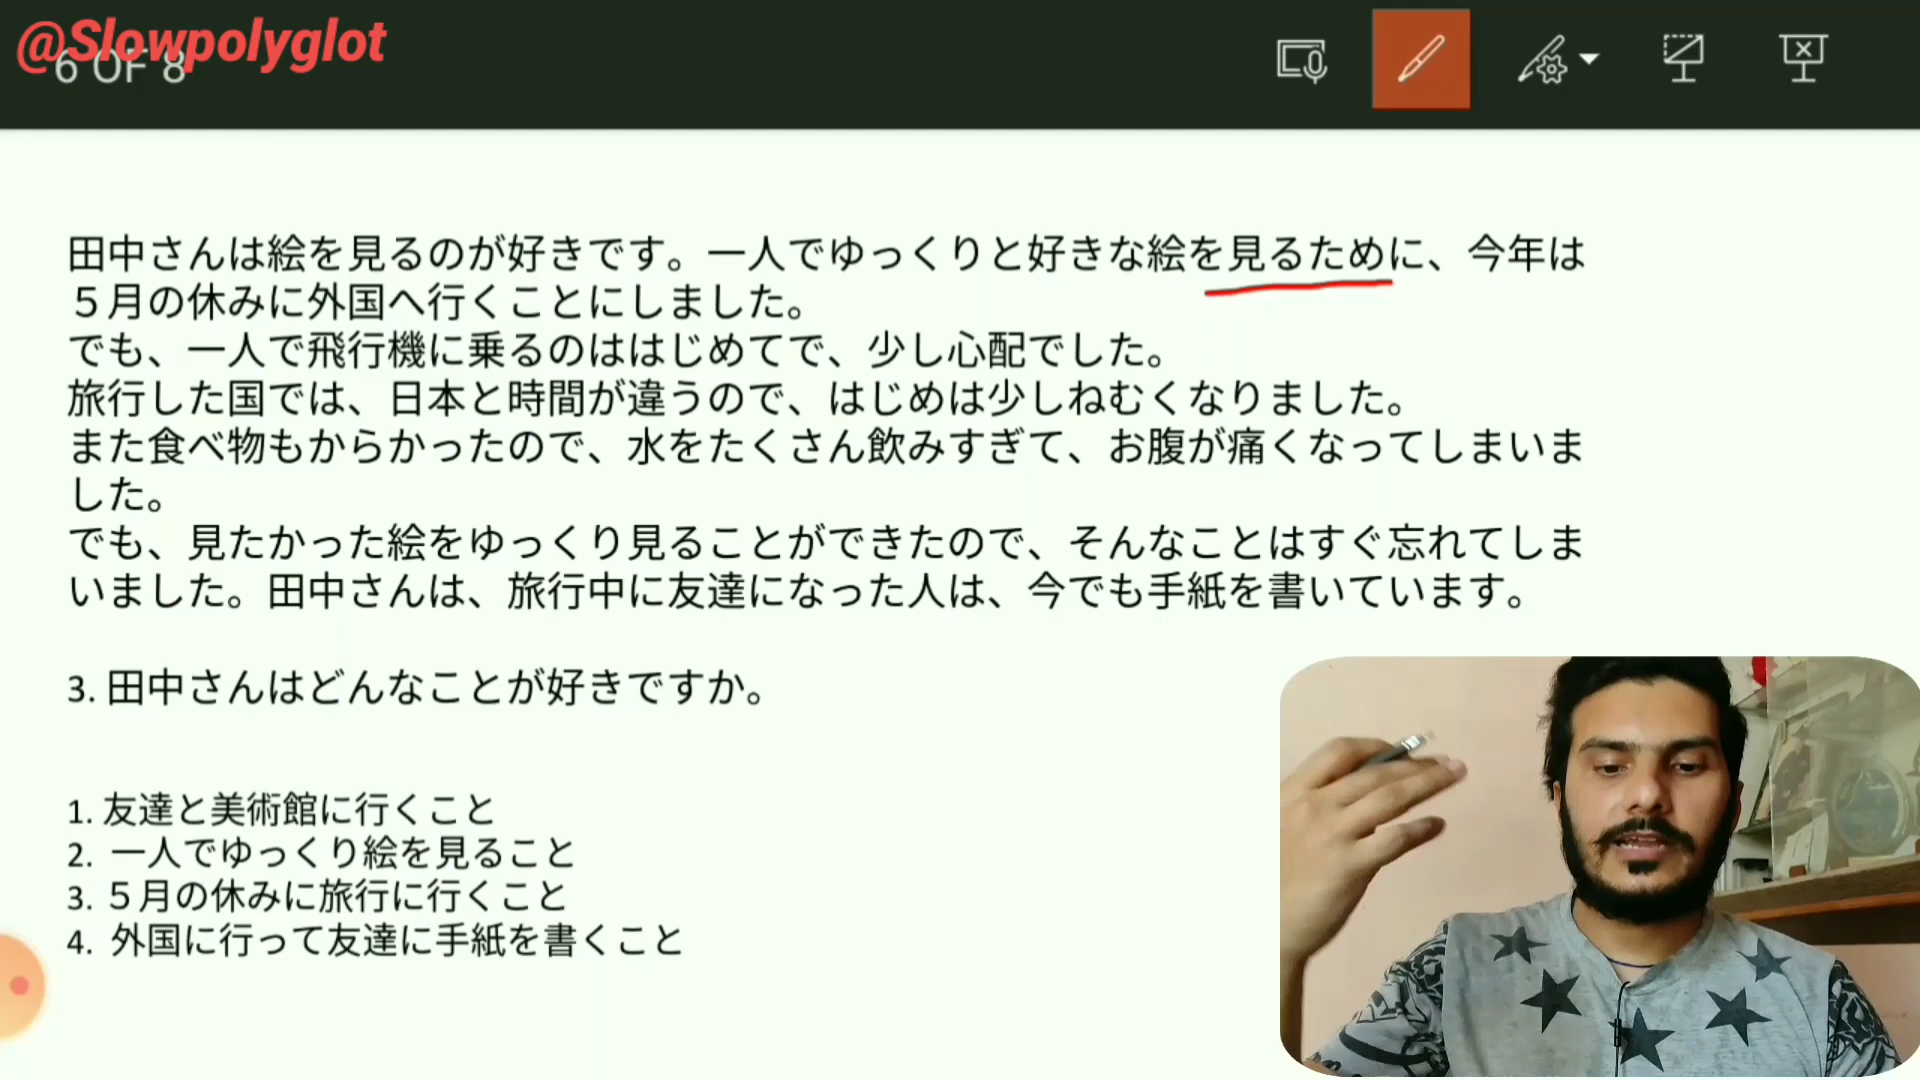 @Slowpolyglot
6 OF 8
田中さんは絵を見るのが好きです。一人でゆっくりと好きな絵を見るために、今年は
５月の休みに外国へ行くことにしました。
でも、一人で飛行機に乗るのははじめてで、少し心配でした。
旅行した国では、日本と時間が違うので、はじめは少しねむくなりました。
また食べ物もからかったので、水をたくさん飲みすぎて、お腹が痛くなってしまいま
した。
でも、見たかった絵をゆっくり見ることができたので、そんなことはすぐ忘れてしま
いました。田中さんは、旅行中に友達になった人は、今でも手紙を書いています。
3. 田中さんはどんなことが好きですか。
1. 友達と美術館に行くこと
2. 一人でゆっくり絵を見ること
3. ５月の休みに旅行に行くこと
4. 外国に行って友達に手紙を書くこと